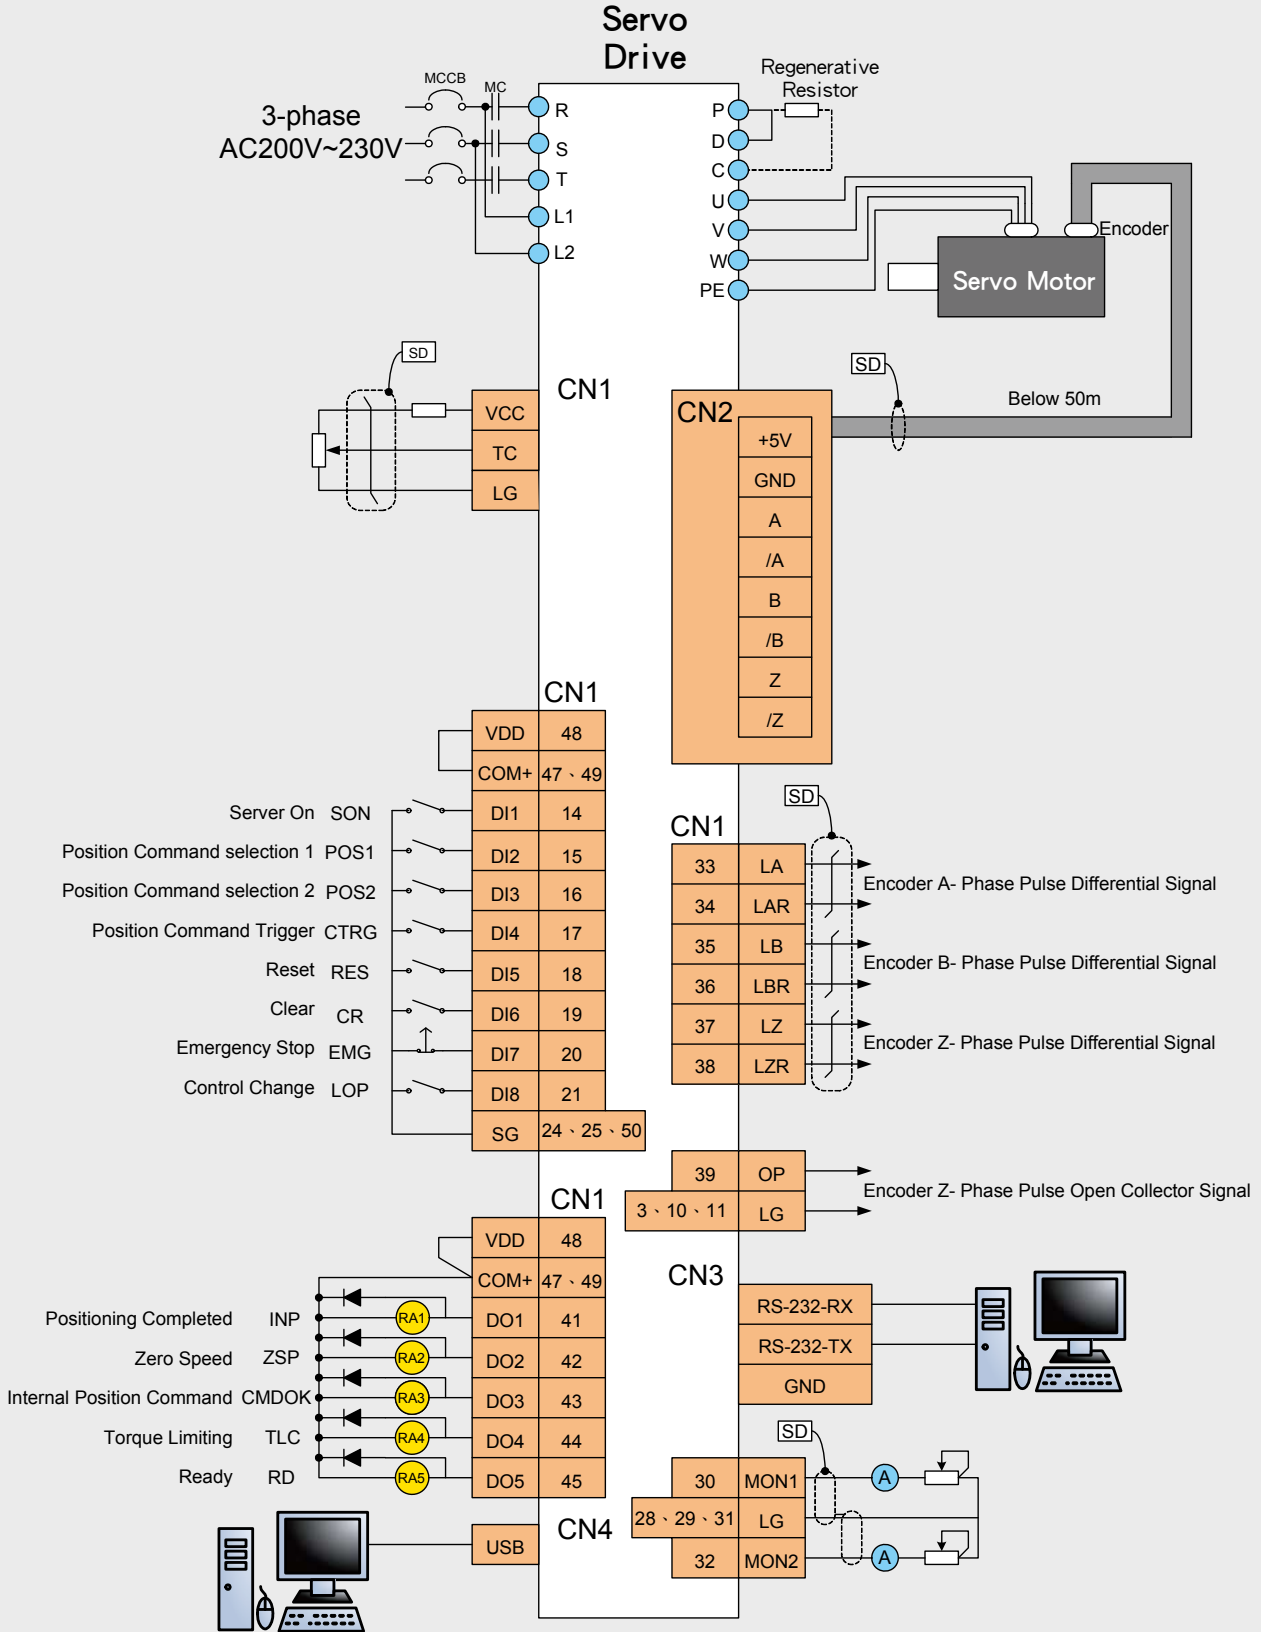 Servo
Drive
MCCB
MC
3-phase
AC200V~230V
R
S
T
L1
L2
Regenerative
Resistor
P
D
C
U
V
W
PE
Encoder
Servo Motor
SD
CN1
VCC
TC
LG
SD
Below 50m
CN2
+5V
GND
A
/A
B
/B
Z
/Z
CN1
VDD 48
COM+ 47、49
Server On SON DI1 14
Position Command selection 1 POS1 DI2 15
Position Command selection 2 POS2 DI3 16
Position Command Trigger CTRG DI4 17
Reset RES DI5 18
Clear CR DI6 19
Emergency Stop EMG DI7 20
Control Change LOP DI8 21
SG 24、25、50
SD
CN1
33 LA
Encoder A- Phase Pulse Differential Signal
34 LAR
35 LB
Encoder B- Phase Pulse Differential Signal
36 LBR
37 LZ
Encoder Z- Phase Pulse Differential Signal
38 LZR
39 OP
Encoder Z- Phase Pulse Open Collector Signal
3、10、11 LG
CN1
VDD 48
COM+ 47、49
Positioning Completed INP RA1 DO1 41
Zero Speed ZSP RA2 DO2 42
Internal Position Command CMDOK RA3 DO3 43
Torque Limiting TLC RA4 DO4 44
Ready RD RA5 DO5 45
CN3
RS-232-RX
RS-232-TX
GND
SD
30 MON1 A
28、29、31 LG
32 MON2 A
CN4
USB